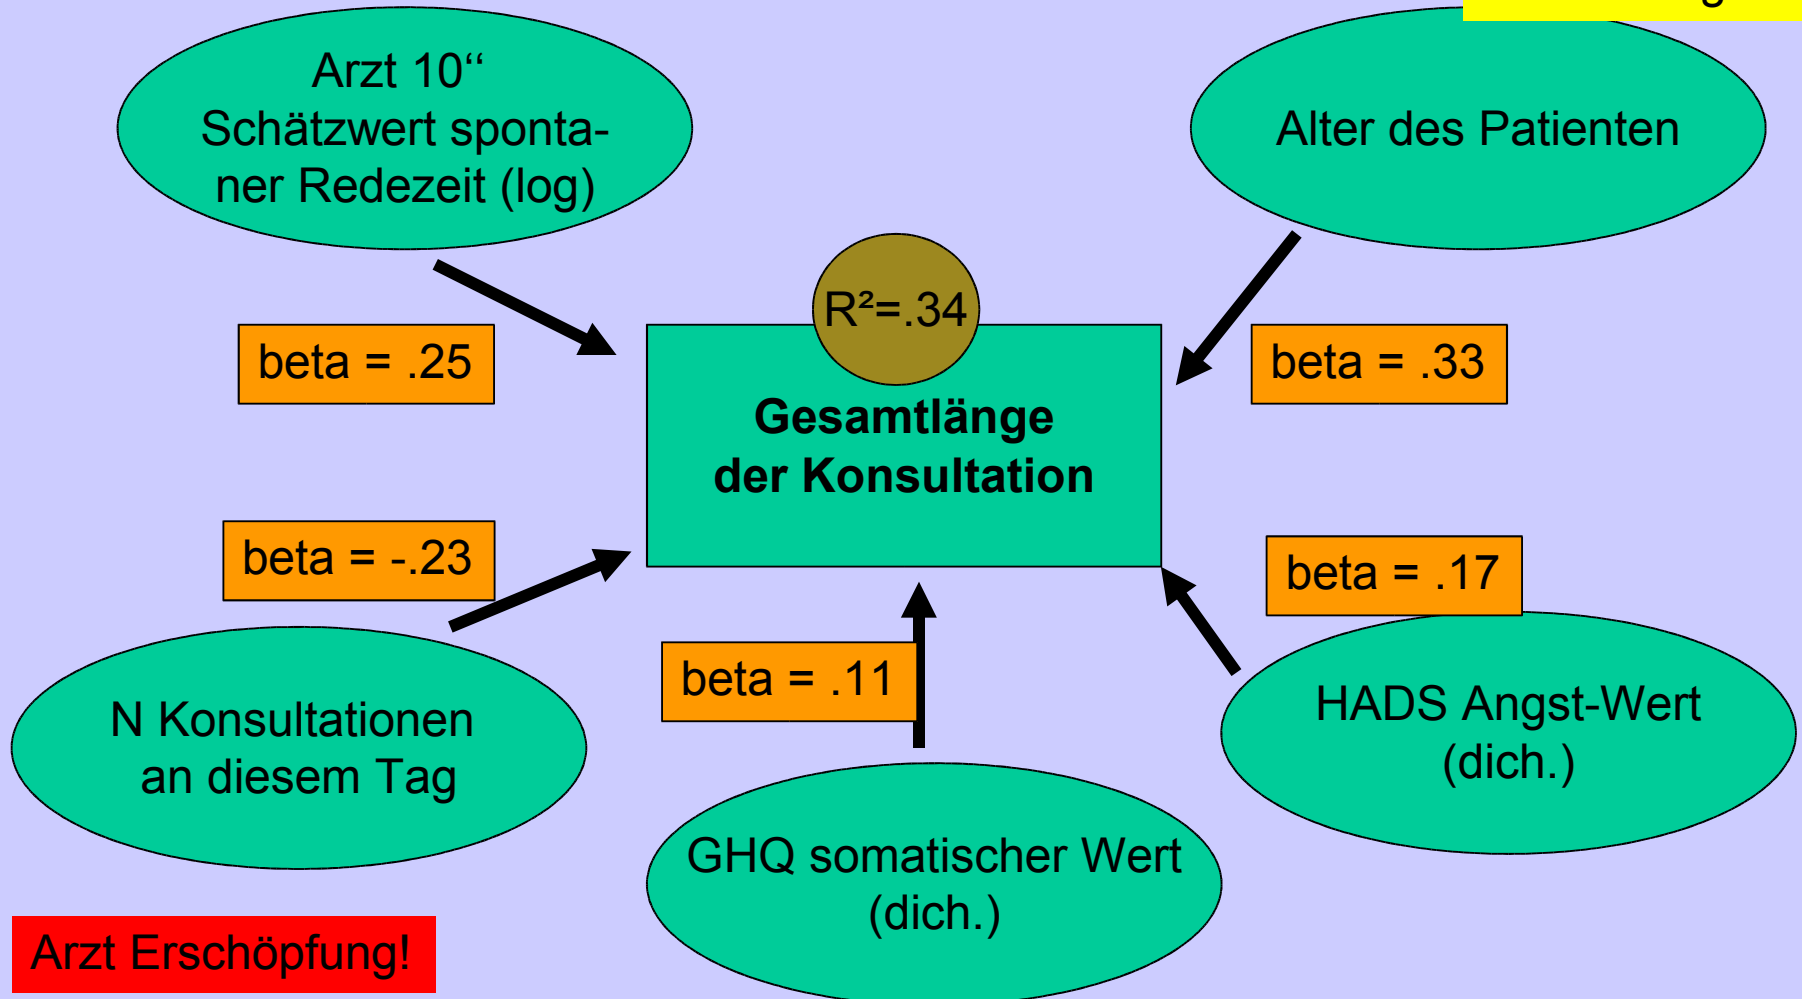 Arzt 10“
Schätzwert sponta-
ner Redezeit (log)
Alter des Patienten
R²=.34
beta = .25
beta = .33
Gesamtlänge
der Konsultation
beta = -.23
beta = .17
beta = .11
N Konsultationen
an diesem Tag
HADS Angst-Wert
(dich.)
GHQ somatischer Wert
(dich.)
Arzt Erschöpfung!